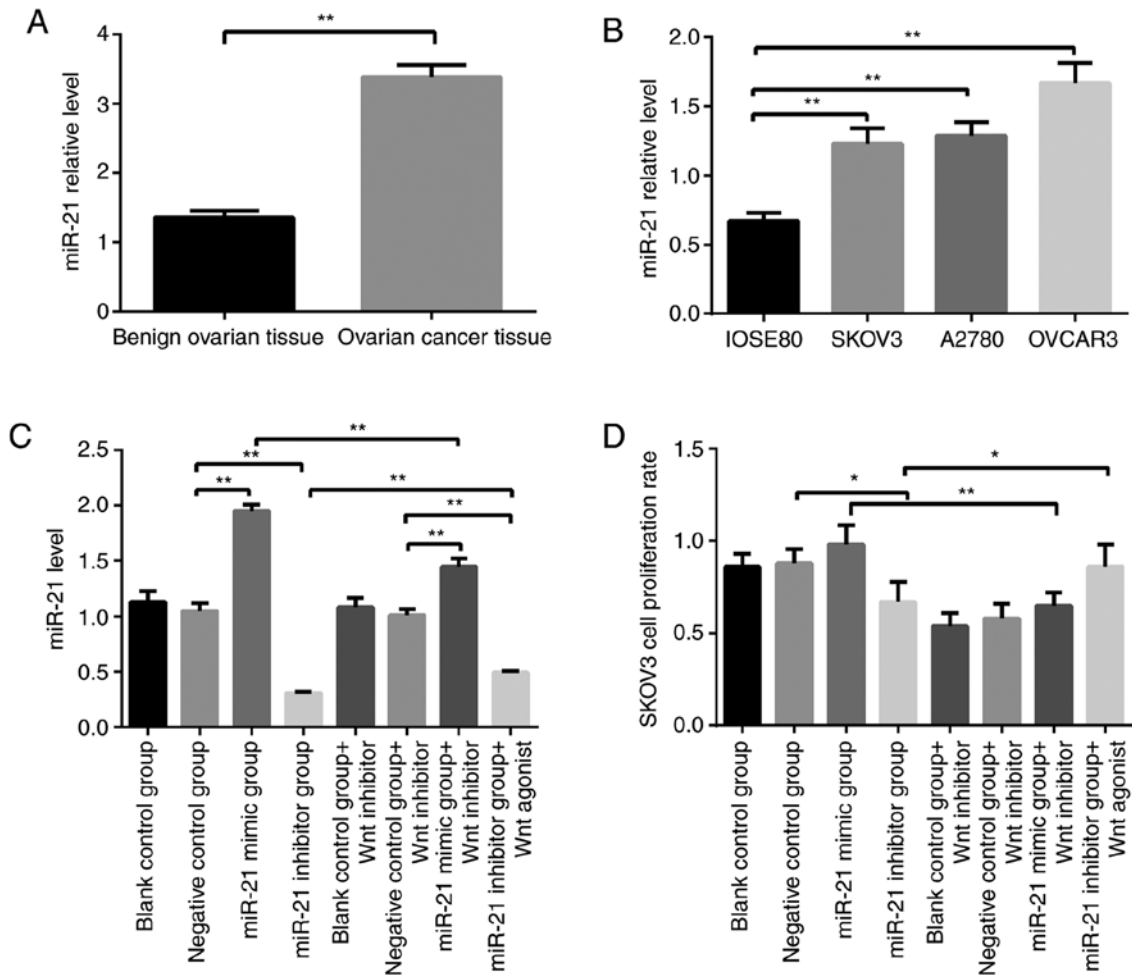 A
**
miR-21 relative level
4
3
2
1
0
Benign ovarian tissue
Ovarian cancer tissue
B
**
**
**
miR-21 relative level
2.0
1.5
1.0
0.5
0.0
IOSE80
SKOV3
A2780
OVCAR3
C
**
**
**
**
**
**
miR-21 level
2.5
2.0
1.5
1.0
0.5
0.0
Blank control group
Negative control group
miR-21 mimic group
miR-21 inhibitor group
Blank control group+
Wnt inhibitor
Negative control group+
Wnt inhibitor
miR-21 mimic group+
Wnt inhibitor
miR-21 inhibitor group+
Wnt agonist
D
*
*
**
SKOV3 cell proliferation rate
1.5
1.0
0.5
0.0
Blank control group
Negative control group
miR-21 mimic group
miR-21 inhibitor group
Blank control group+
Wnt inhibitor
Negative control group+
Wnt inhibitor
miR-21 mimic group+
Wnt inhibitor
miR-21 inhibitor group+
Wnt agonist